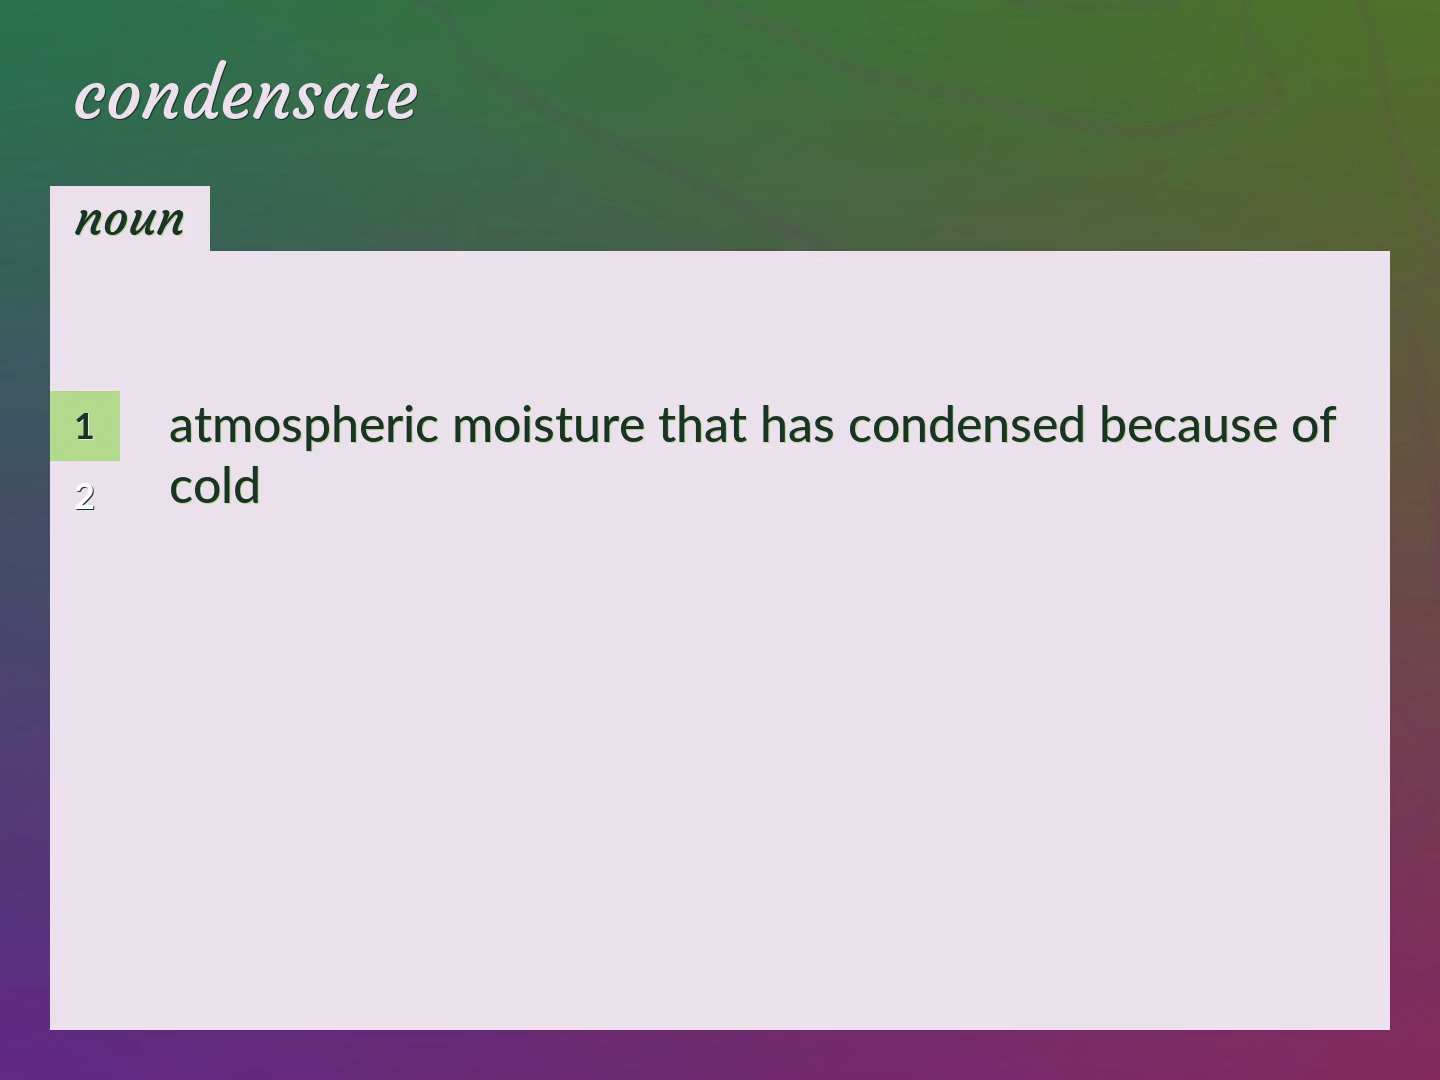 condensate
noun
1
atmospheric moisture that has condensed because of
cold
2